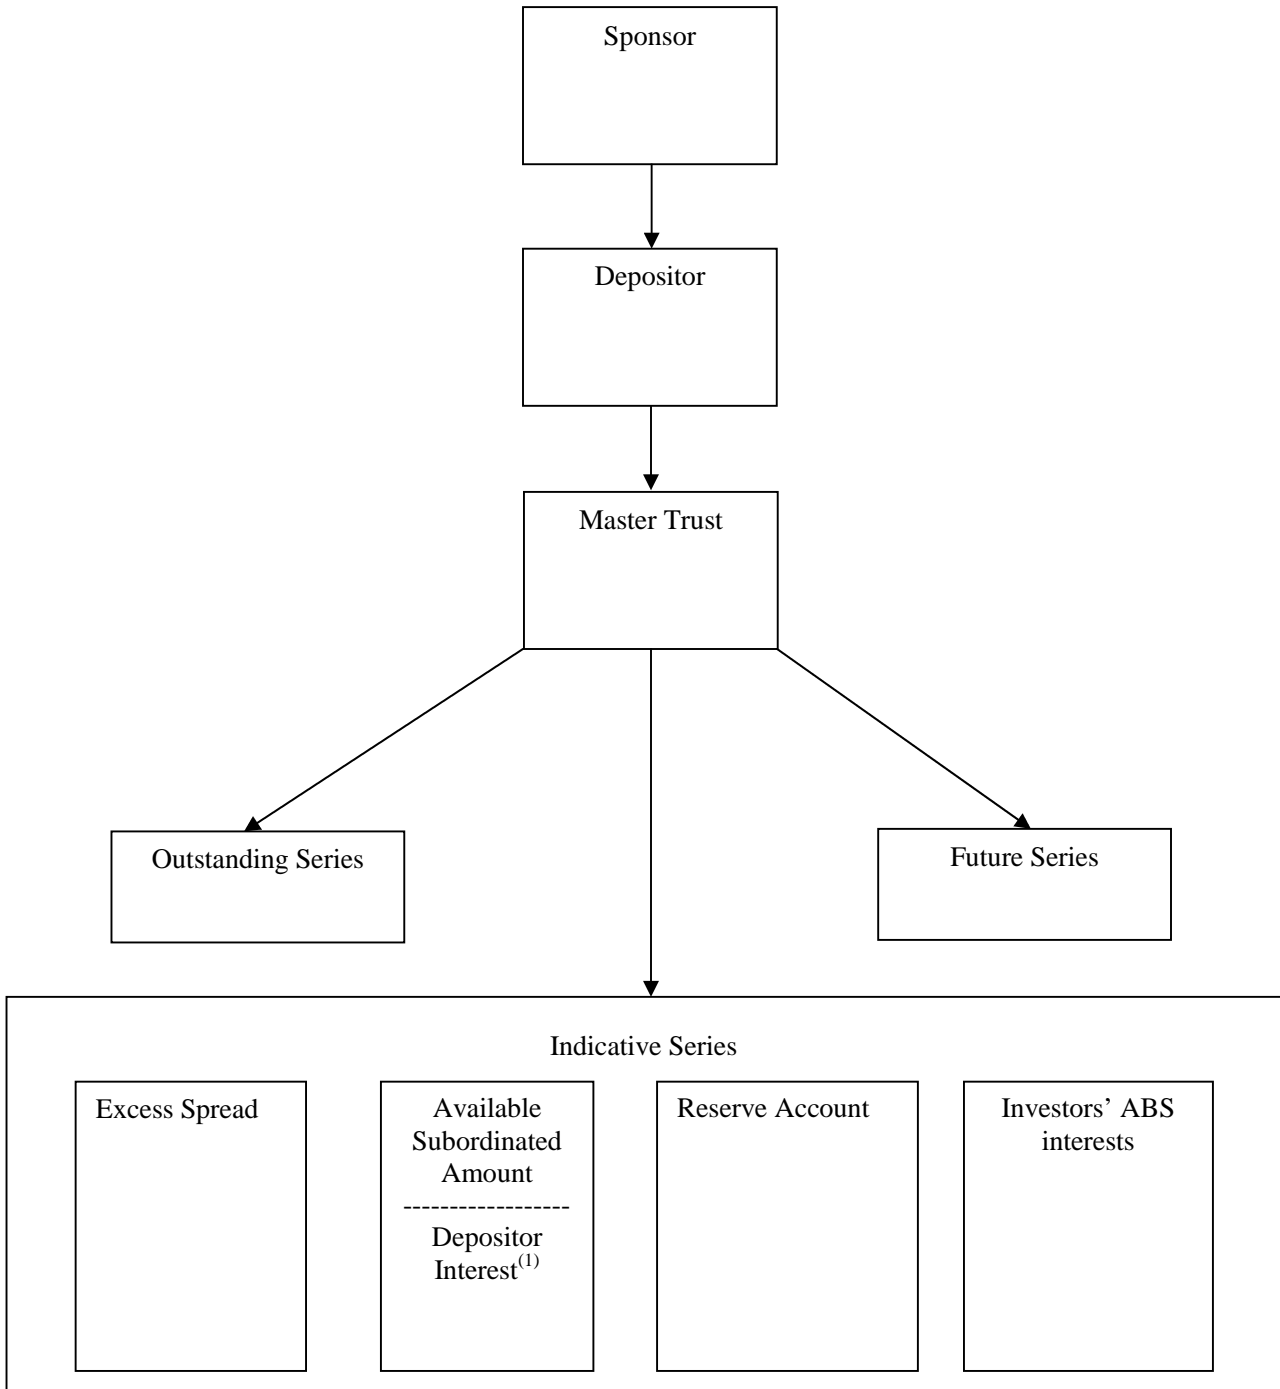 Sponsor
Depositor
Master Trust
Outstanding Series
Future Series
Indicative Series
Excess Spread
Available
Subordinated
Amount
------------------
Depositor
Interest(1)
Reserve Account
Investors’ ABS
interests